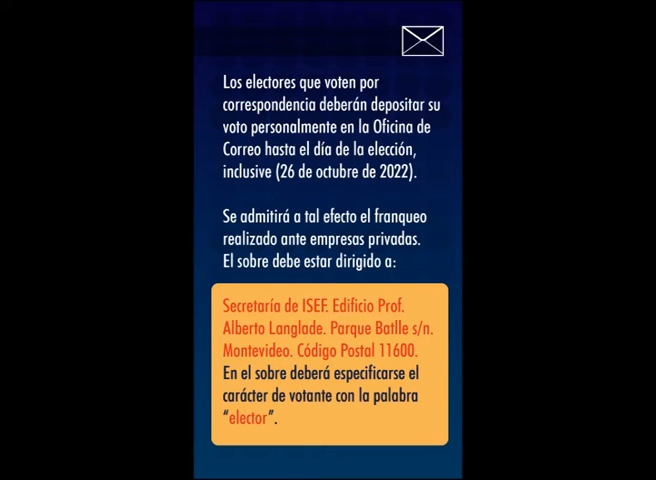 Los electores que voten por
correspondencia deberán depositar su
voto personalmente en la Oficina de
Correo hasta el día de la elección,
inclusive (26 de octubre de 2022).
Se admitirá a tal efecto el franqueo
realizado ante empresas privadas.
El sobre debe estar dirigido a:
Secretaría de ISEF. Edificio Prof.
Alberto Langlade. Parque Batlle s/n.
Montevideo. Código Postal 11600.
En el sobre deberá especificarse el
carácter de votante con la palabra
“elector”.